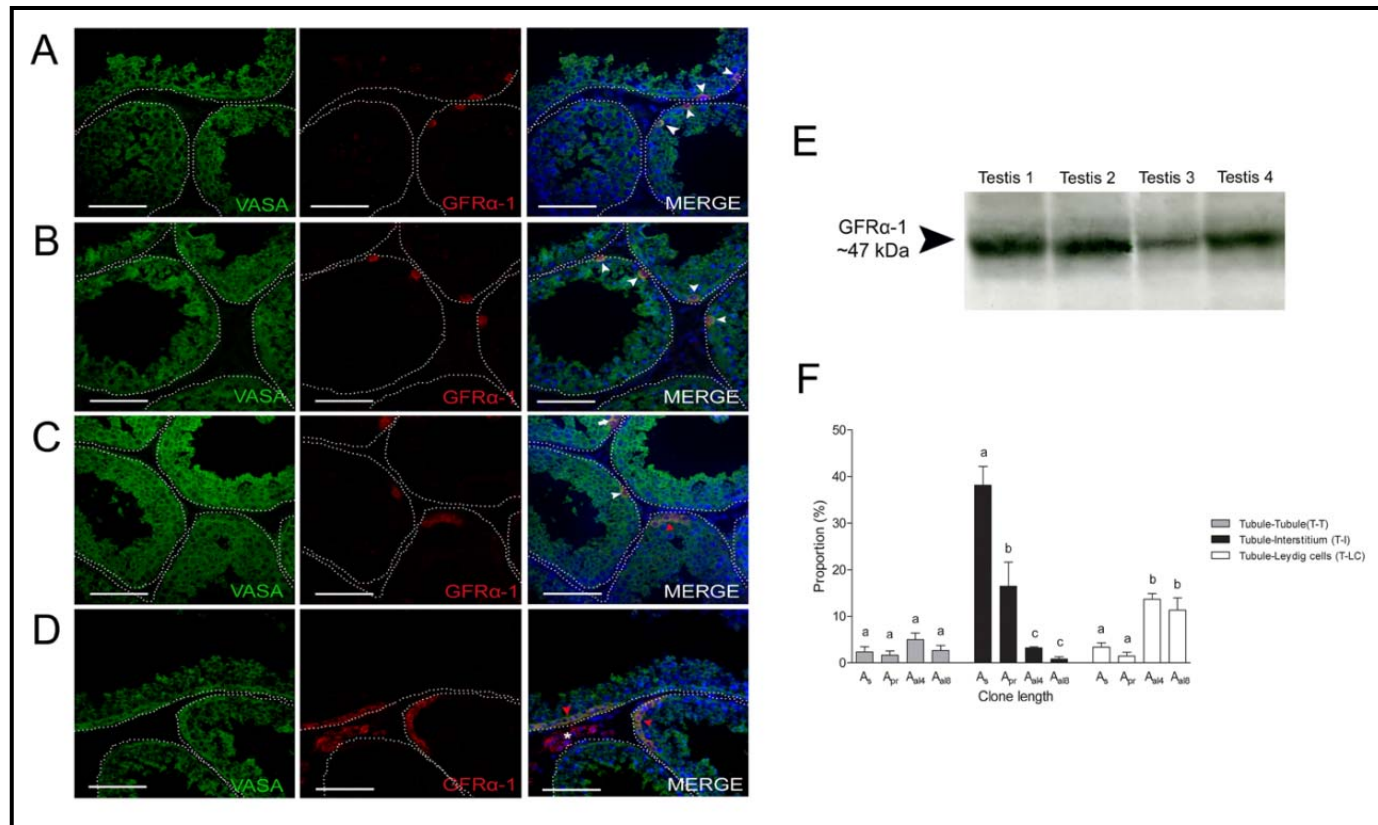 A
VASA
GFRα-1
MERGE
B
VASA
GFRα-1
MERGE
C
VASA
GFRα-1
MERGE
D
VASA
GFRα-1
MERGE
*
E
Testis 1 Testis 2 Testis 3 Testis 4
GFRα-1
~47 kDa
F
Proportion (%)
50
40
30
20
10
0
a a a a
a b c c
a a b b
As Apr Aal4 Aal8
As Apr Aal4 Aal8
As Apr Aal4 Aal8
Clone length
Tubule-Tubule(T-T)
Tubule-Interstitium (T-I)
Tubule-Leydig cells (T-LC)